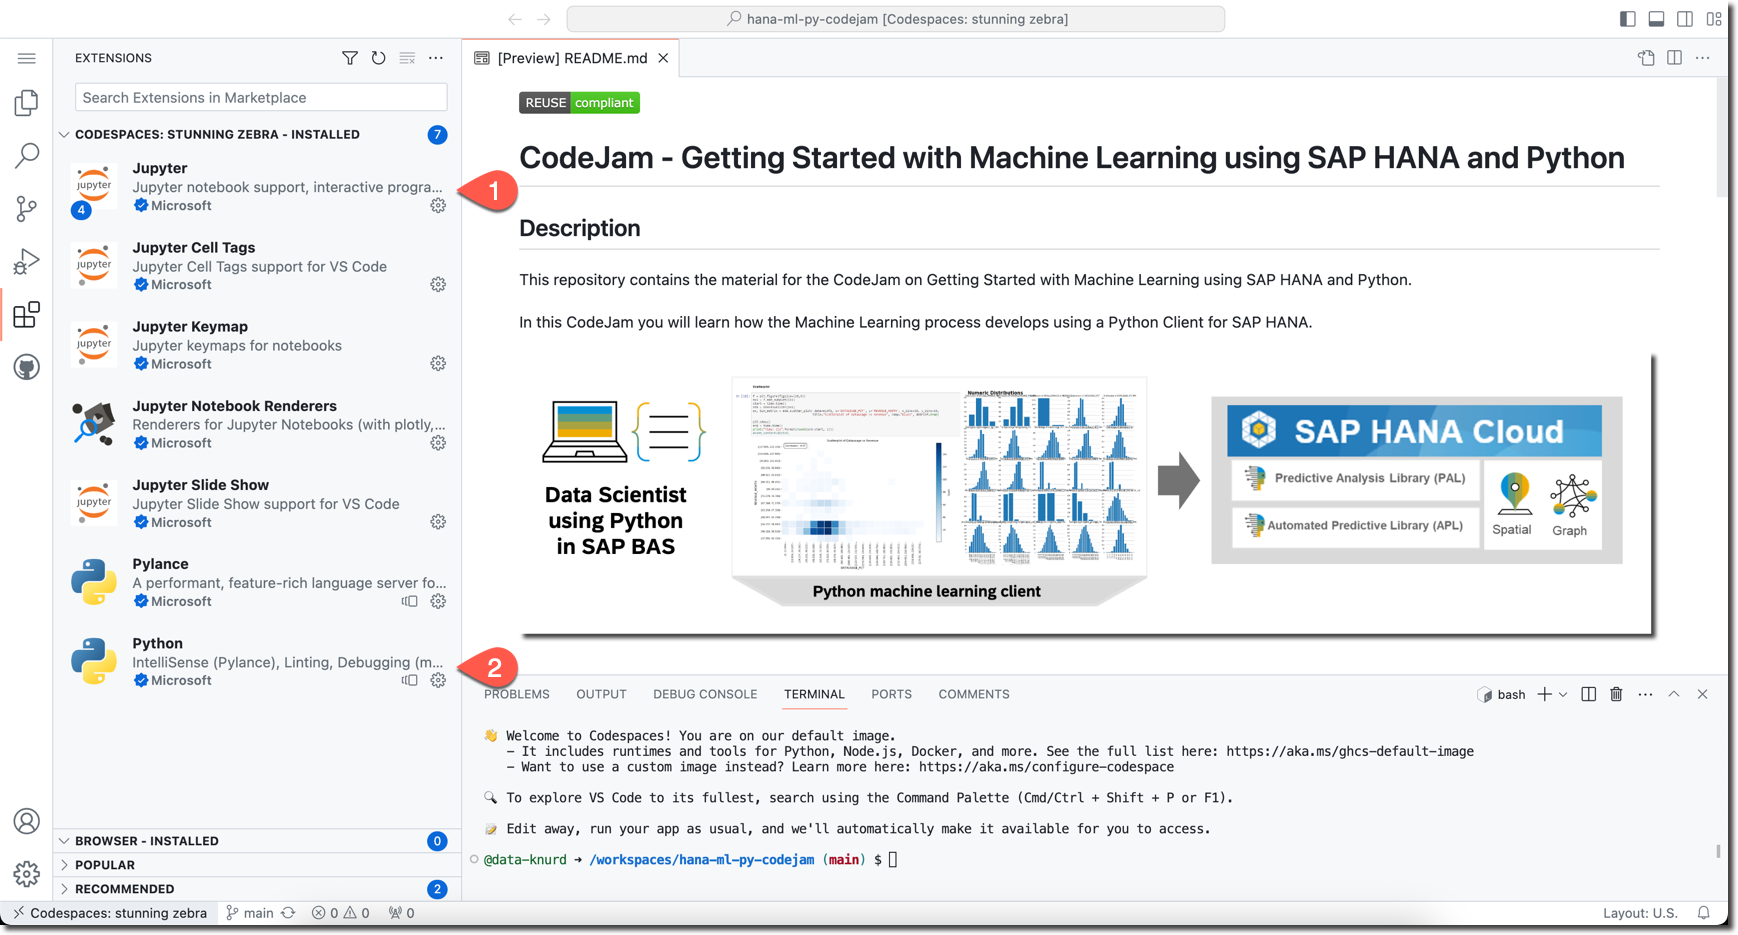 hana-ml-py-codejam [Codespaces: stunning zebra]
EXTENSIONS
Search Extensions in Marketplace
CODESPACES: STUNNING ZEBRA - INSTALLED
7
Jupyter
Jupyter notebook support, interactive progra...
Microsoft
jupyter
4
1
Jupyter Cell Tags
Jupyter Cell Tags support for VS Code
Microsoft
jupyter
Jupyter Keymap
Jupyter keymaps for notebooks
Microsoft
jupyter
Jupyter Notebook Renderers
Renderers for Jupyter Notebooks (with plotly,...
Microsoft
Jupyter Slide Show
Jupyter Slide Show support for VS Code
Microsoft
jupyter
Pylance
A performant, feature-rich language server fo...
Microsoft
Python
IntelliSense (Pylance), Linting, Debugging (m...
Microsoft
2
BROWSER - INSTALLED
0
POPULAR
RECOMMENDED
2
[Preview] README.md
REUSE compliant
CodeJam - Getting Started with Machine Learning using SAP HANA and Python
Description
This repository contains the material for the CodeJam on Getting Started with Machine Learning using SAP HANA and Python.
In this CodeJam you will learn how the Machine Learning process develops using a Python Client for SAP HANA.
Data Scientist
using Python
in SAP BAS
Numeric Distributions
Python machine learning client
SAP HANA Cloud
Predictive Analysis Library (PAL)
Automated Predictive Library (APL)
Spatial
Graph
PROBLEMS OUTPUT DEBUG CONSOLE TERMINAL PORTS COMMENTS
bash
👋 Welcome to Codespaces! You are on our default image.
- It includes runtimes and tools for Python, Node.js, Docker, and more. See the full list here: https://aka.ms/ghcs-default-image
- Want to use a custom image instead? Learn more here: https://aka.ms/configure-codespace
🔍 To explore VS Code to its fullest, search using the Command Palette (Cmd/Ctrl + Shift + P or F1).
📝 Edit away, run your app as usual, and we'll automatically make it available for you to access.
@data-knurd ➜ /workspaces/hana-ml-py-codejam (main) $
Codespaces: stunning zebra
main
0 0
0
Layout: U.S.